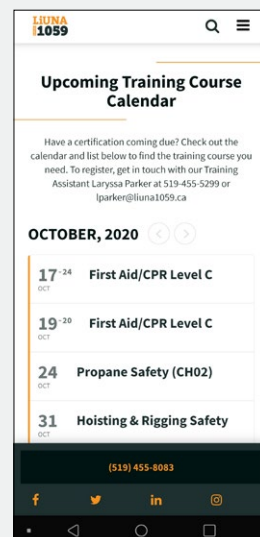 LiUNA
1059
Upcoming Training Course
Calendar
Have a certification coming due? Check out the
calendar and list below to find the training course you
need. To register, get in touch with our Training
Assistant Laryssa Parker at 519-455-5299 or
lparker@liuna1059.ca
OCTOBER, 2020
17-24 First Aid/CPR Level C
OCT
19-20 First Aid/CPR Level C
OCT
24 Propane Safety (CH02)
OCT
31 Hoisting & Rigging Safety
OCT
(519) 455-8083